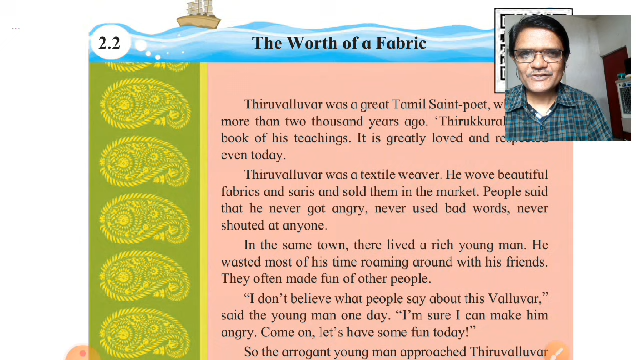 2.2
The Worth of a Fabric
Thiruvalluvar was a great Tamil Saint-poet,
more than two thousand years ago. ‘Thirukkural
book of his teachings. It is greatly loved and respected
even today.
Thiruvalluvar was a textile weaver. He wove beautiful
fabrics and saris and sold them in the market. People said
that he never got angry, never used bad words, never
shouted at anyone.
In the same town, there lived a rich young man. He
wasted most of his time roaming around with his friends.
They often made fun of other people.
“I don’t believe what people say about this Valluvar,”
said the young man one day. “I’m sure I can make him
angry. Come on, let’s have some fun today!”
So the arrogant young man approached Thiruvalluvar